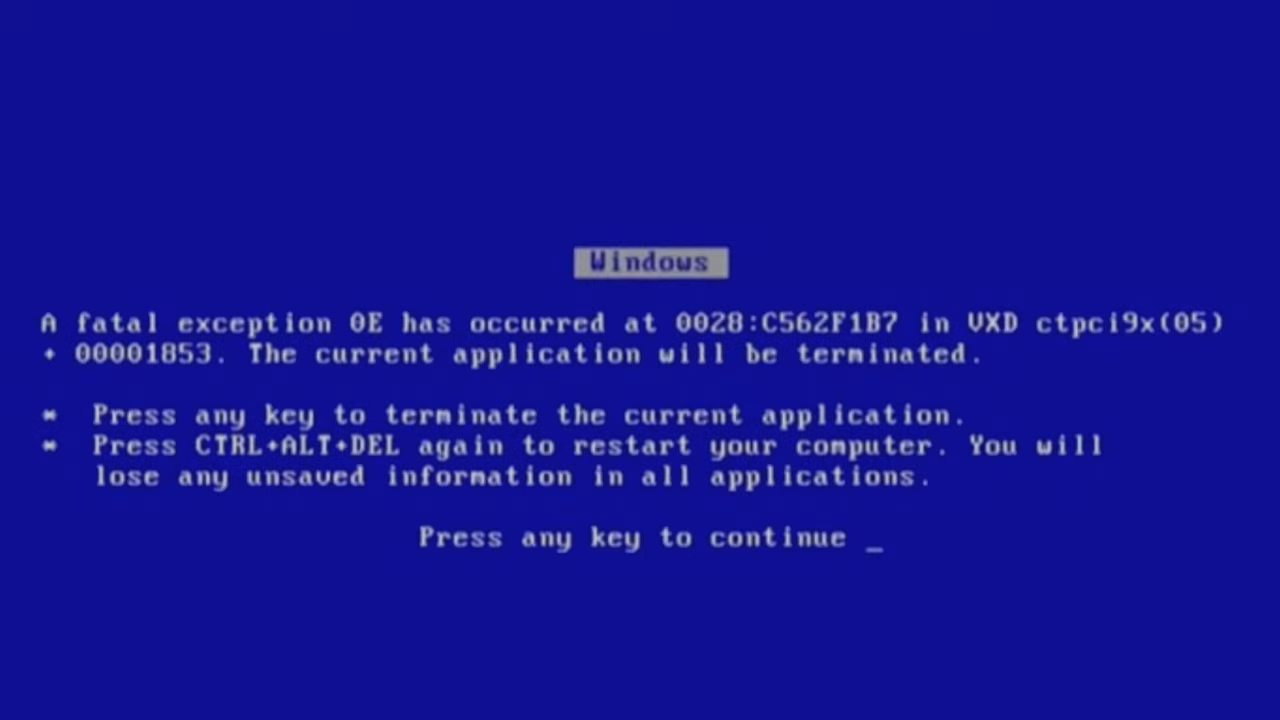 Windows
A fatal exception 0E has occurred at 0028:C562F1B7 in VXD ctpci9x(05)
+ 00001853. The current application will be terminated.
* Press any key to terminate the current application.
* Press CTRL+ALT+DEL again to restart your computer. You will
lose any unsaved information in all applications.
Press any key to continue _